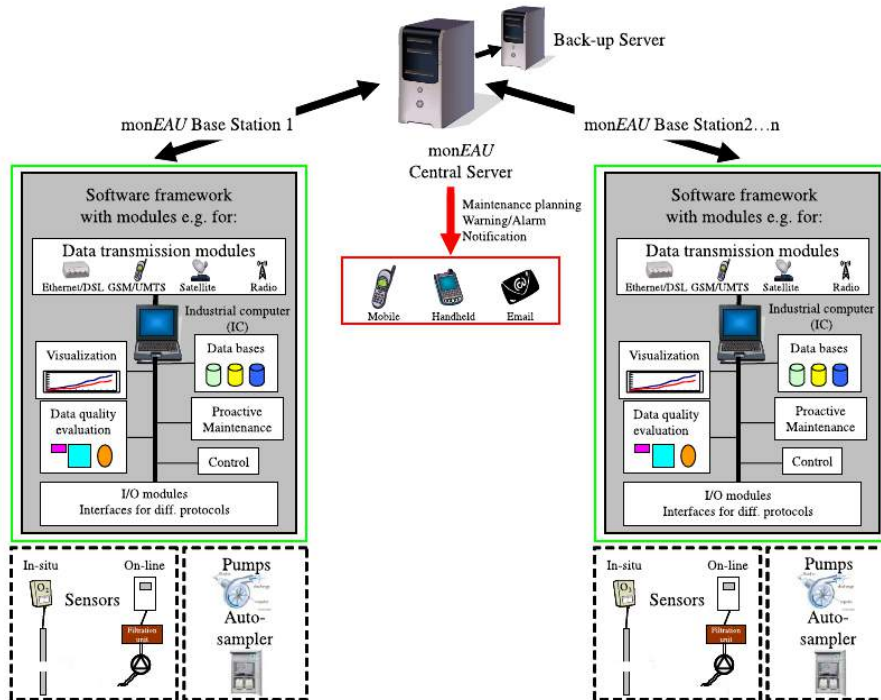 Back-up Server
monEAU Base Station 1
monEAU Base Station2…n
monEAU
Central Server
Maintenance planning
Warning/Alarm
Notification
Mobile
Handheld
Email
Software framework
with modules e.g. for:
Data transmission modules
Ethernet/DSL
GSM/UMTS
Satellite
Radio
Industrial computer
(IC)
Visualization
Data bases
Data quality
evaluation
Proactive
Maintenance
Control
I/O modules
Interfaces for diff. protocols
In-situ
O2
Sensors
On-line
Filtration
unit
Pumps
Auto-
sampler
Software framework
with modules e.g. for:
Data transmission modules
Ethernet/DSL
GSM/UMTS
Satellite
Radio
Industrial computer
(IC)
Visualization
Data bases
Data quality
evaluation
Proactive
Maintenance
Control
I/O modules
Interfaces for diff. protocols
In-situ
Sensors
On-line
Filtration
unit
Pumps
Auto-
sampler